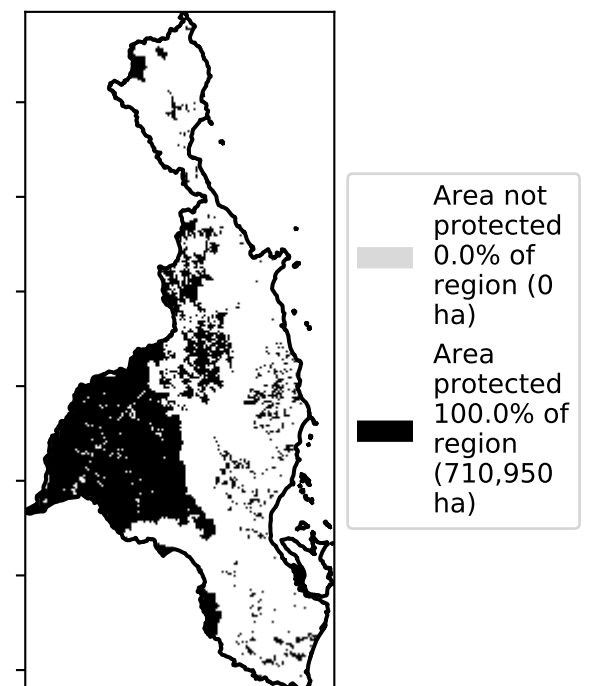 Area not
protected
0.0% of
region (0
ha)
Area
protected
100.0% of
region
(710,950
ha)